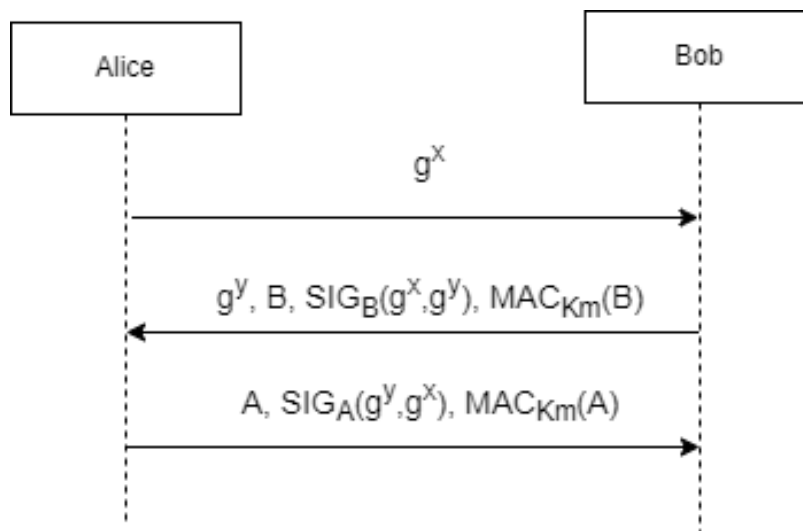 Alice
Bob
g^x
g^y, B, SIG_B(g^x,g^y), MAC_Km(B)
A, SIG_A(g^y,g^x), MAC_Km(A)